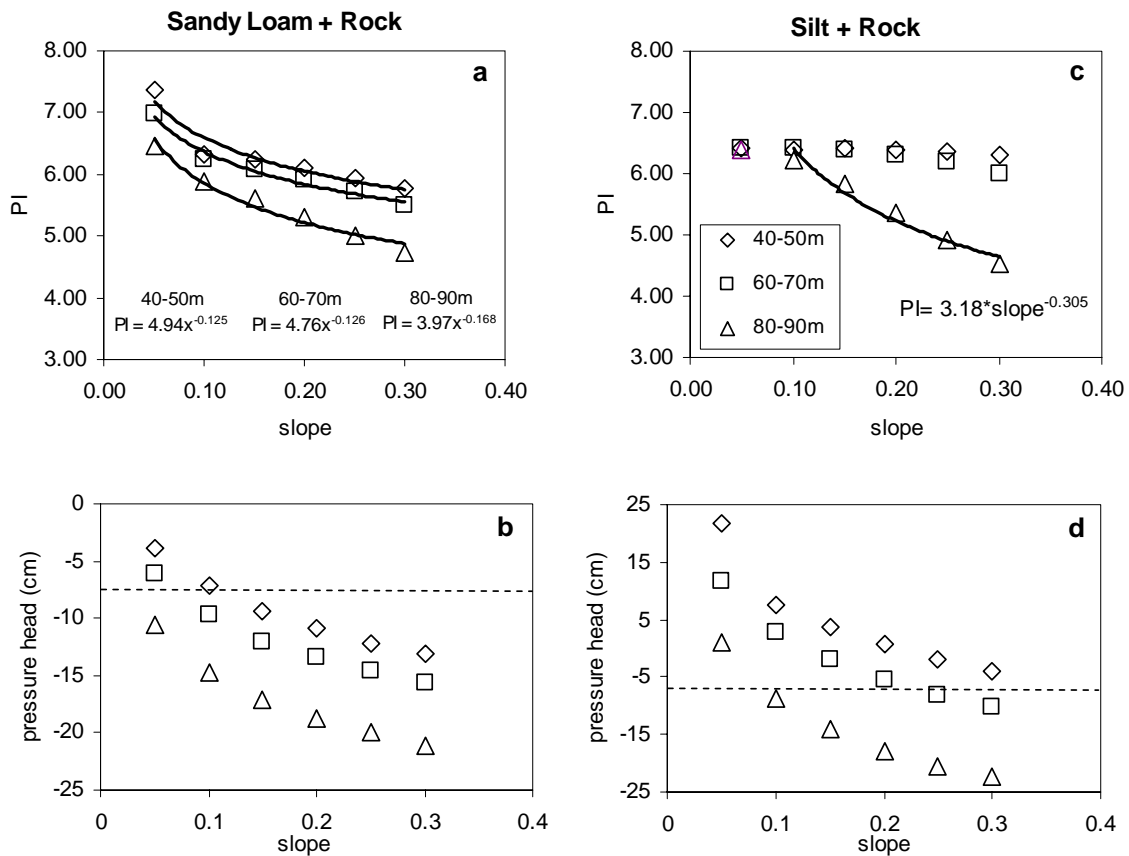 Sandy Loam + Rock
8.00
7.00
6.00
5.00
4.00
3.00
PI
a
40-50m
60-70m
80-90m
PI = 4.94x^-0.125
PI = 4.76x^-0.126
PI = 3.97x^-0.168
0.00
0.10
0.20
0.30
0.40
slope
Silt + Rock
8.00
7.00
6.00
5.00
4.00
3.00
PI
c
40-50m
60-70m
80-90m
PI= 3.18*slope^-0.305
0.00
0.10
0.20
0.30
0.40
slope
0
-5
-10
-15
-20
-25
pressure head (cm)
b
0
0.1
0.2
0.3
0.4
slope
25
15
5
-5
-15
-25
pressure head (cm)
d
0
0.1
0.2
0.3
0.4
slope